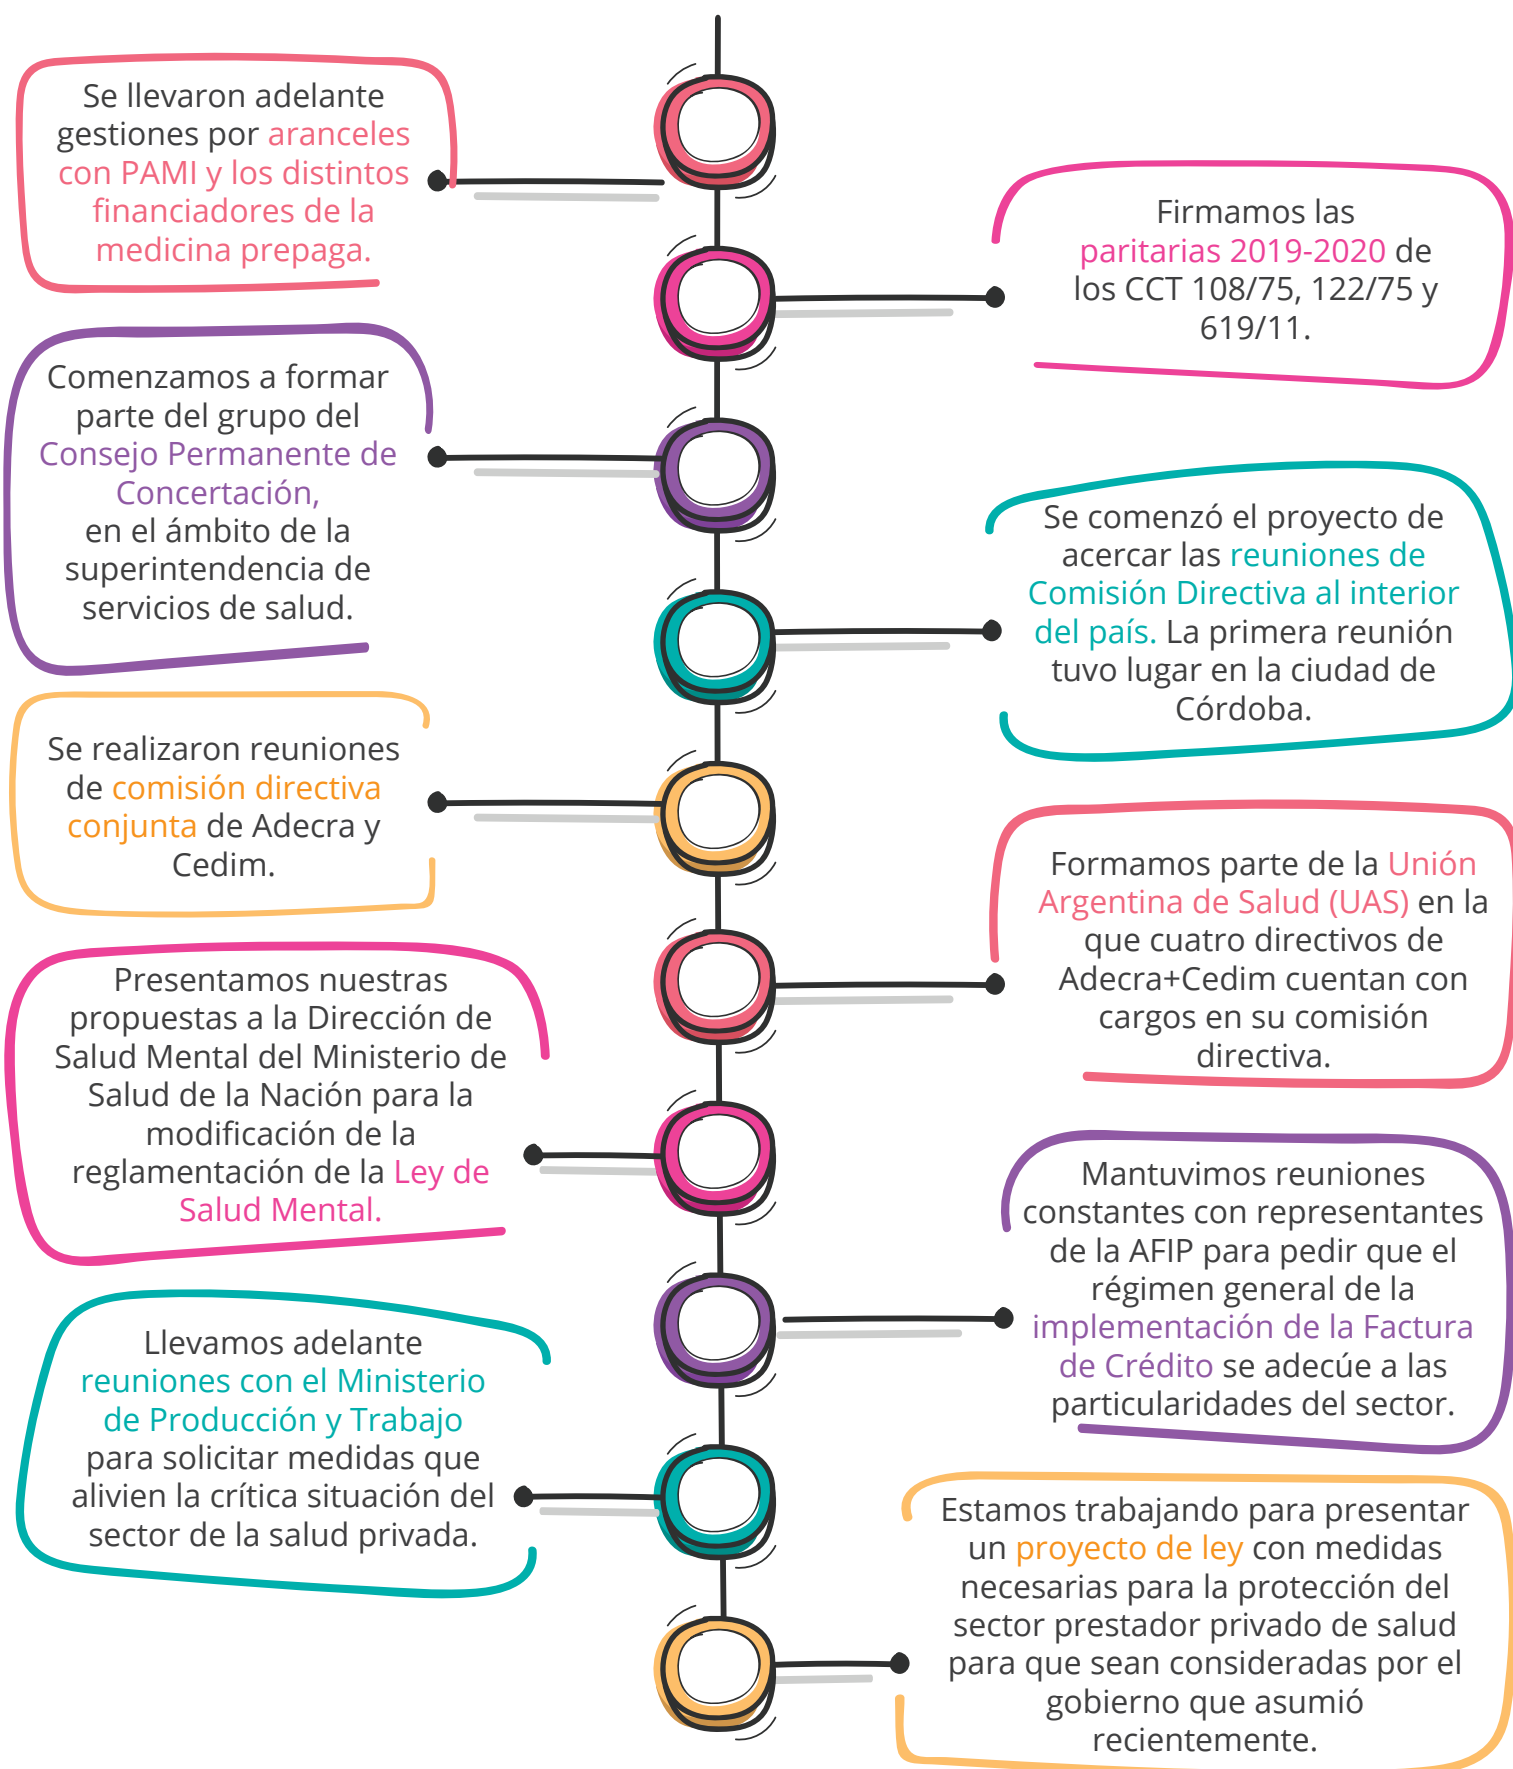 Se llevaron adelante
gestiones por aranceles
con PAMI y los distintos
financiadores de la
medicina prepaga.
Firmamos las
paritarias 2019-2020 de
los CCT 108/75, 122/75 y
619/11.
Comenzamos a formar
parte del grupo del
Consejo Permanente de
Concertación,
en el ámbito de la
superintendencia de
servicios de salud.
Se comenzó el proyecto de
acercar las reuniones de
Comisión Directiva al interior
del país. La primera reunión
tuvo lugar en la ciudad de
Córdoba.
Se realizaron reuniones
de comisión directiva
conjunta de Adecra y
Cedim.
Formamos parte de la Unión
Argentina de Salud (UAS) en la
que cuatro directivos de
Adecra+Cedim cuentan con
cargos en su comisión
directiva.
Presentamos nuestras
propuestas a la Dirección de
Salud Mental del Ministerio de
Salud de la Nación para la
modificación de la
reglamentación de la Ley de
Salud Mental.
Mantuvimos reuniones
constantes con representantes
de la AFIP para pedir que el
régimen general de la
implementación de la Factura
de Crédito se adecúe a las
particularidades del sector.
Llevamos adelante
reuniones con el Ministerio
de Producción y Trabajo
para solicitar medidas que
alivien la crítica situación del
sector de la salud privada.
Estamos trabajando para presentar
un proyecto de ley con medidas
necesarias para la protección del
sector prestador privado de salud
para que sean consideradas por el
gobierno que asumió
recientemente.